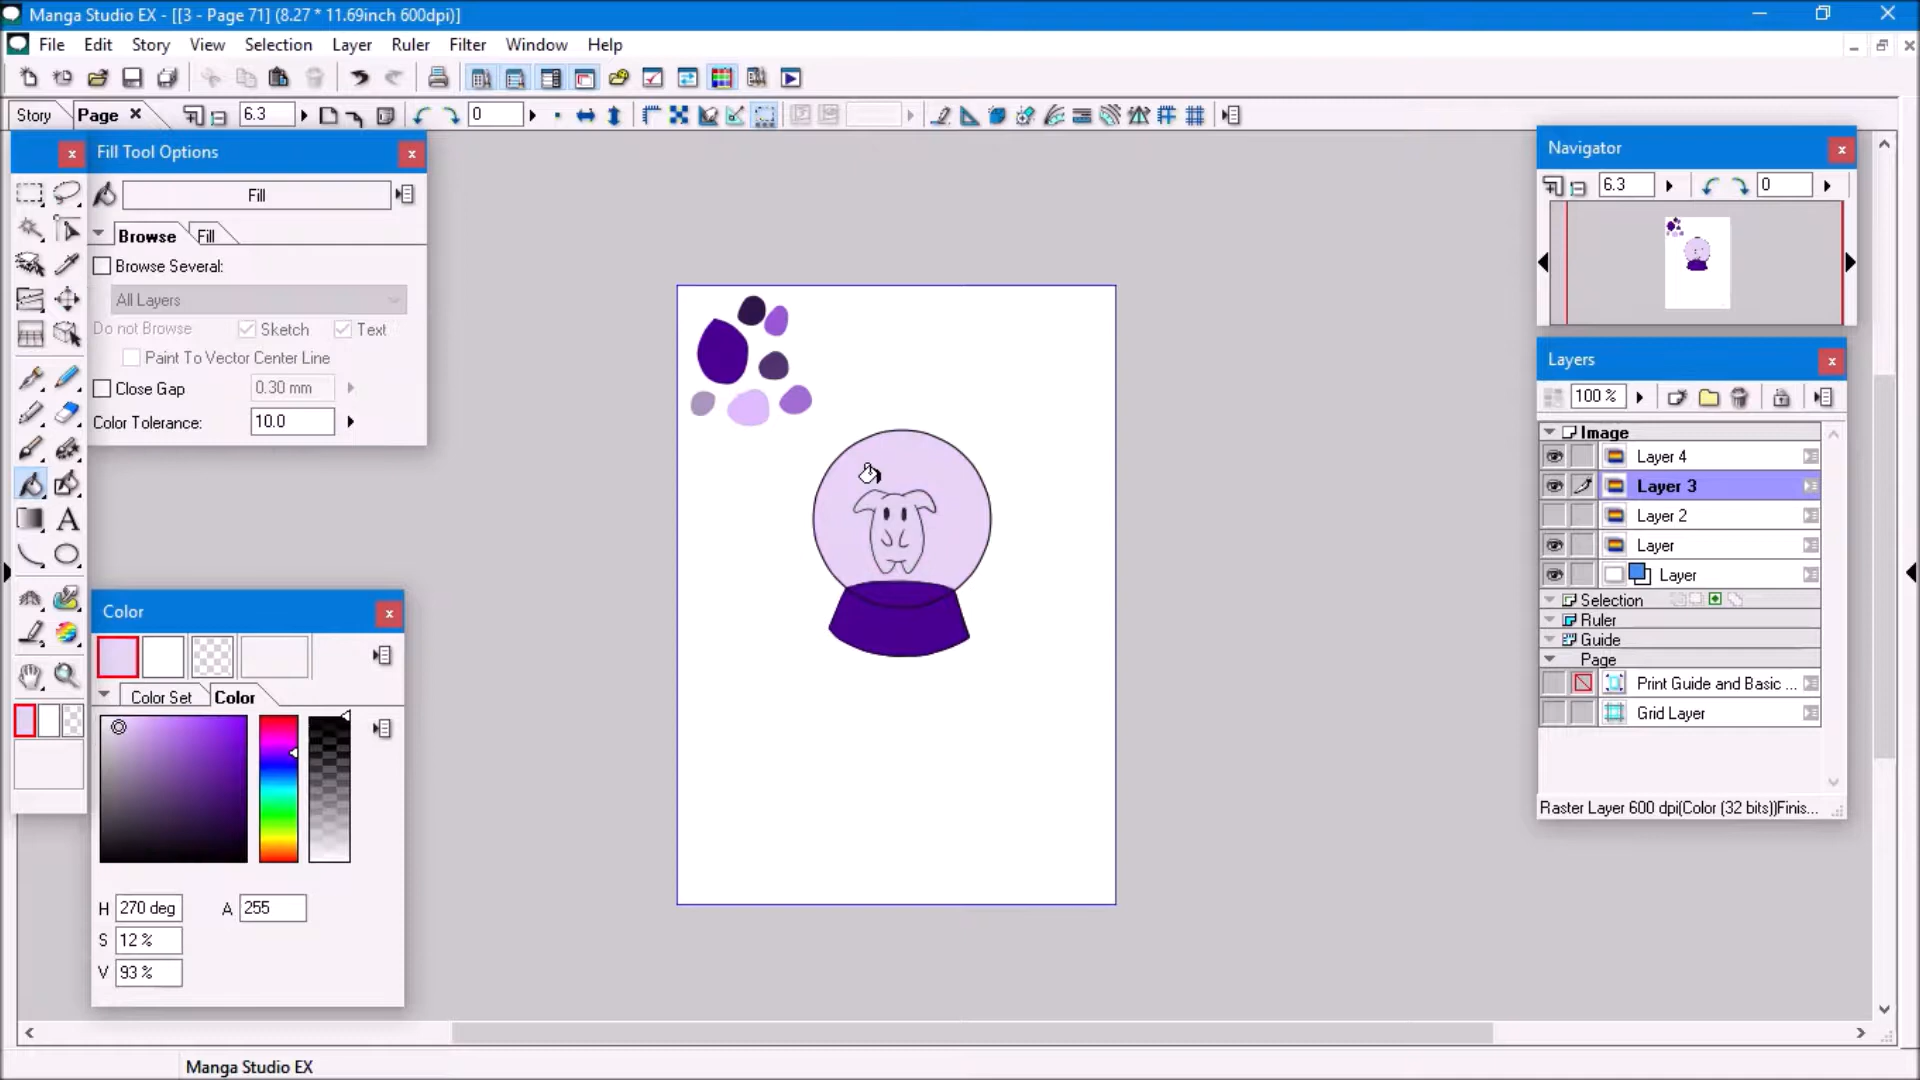 Manga Studio EX - [[3 - Page 71] (8.27 * 11.69inch 600dpi)]
File Edit Story View Selection Layer Ruler Filter Window Help
Story Page 6.3 0
Fill Tool Options
Fill
Browse Fill
Browse Several:
All Layers
Do not Browse Sketch Text
Paint To Vector Center Line
Close Gap 0.30 mm
Color Tolerance: 10.0
A
Color
Color Set Color
H 270 deg A 255
S 12 %
V 93 %
Navigator
6.3 0
Layers
100 %
Image
Layer 4
Layer 3
Layer 2
Layer
Layer
Selection
Ruler
Guide
Page
Print Guide and Basic ...
Grid Layer
Raster Layer 600 dpi(Color (32 bits))Finis...
Manga Studio EX